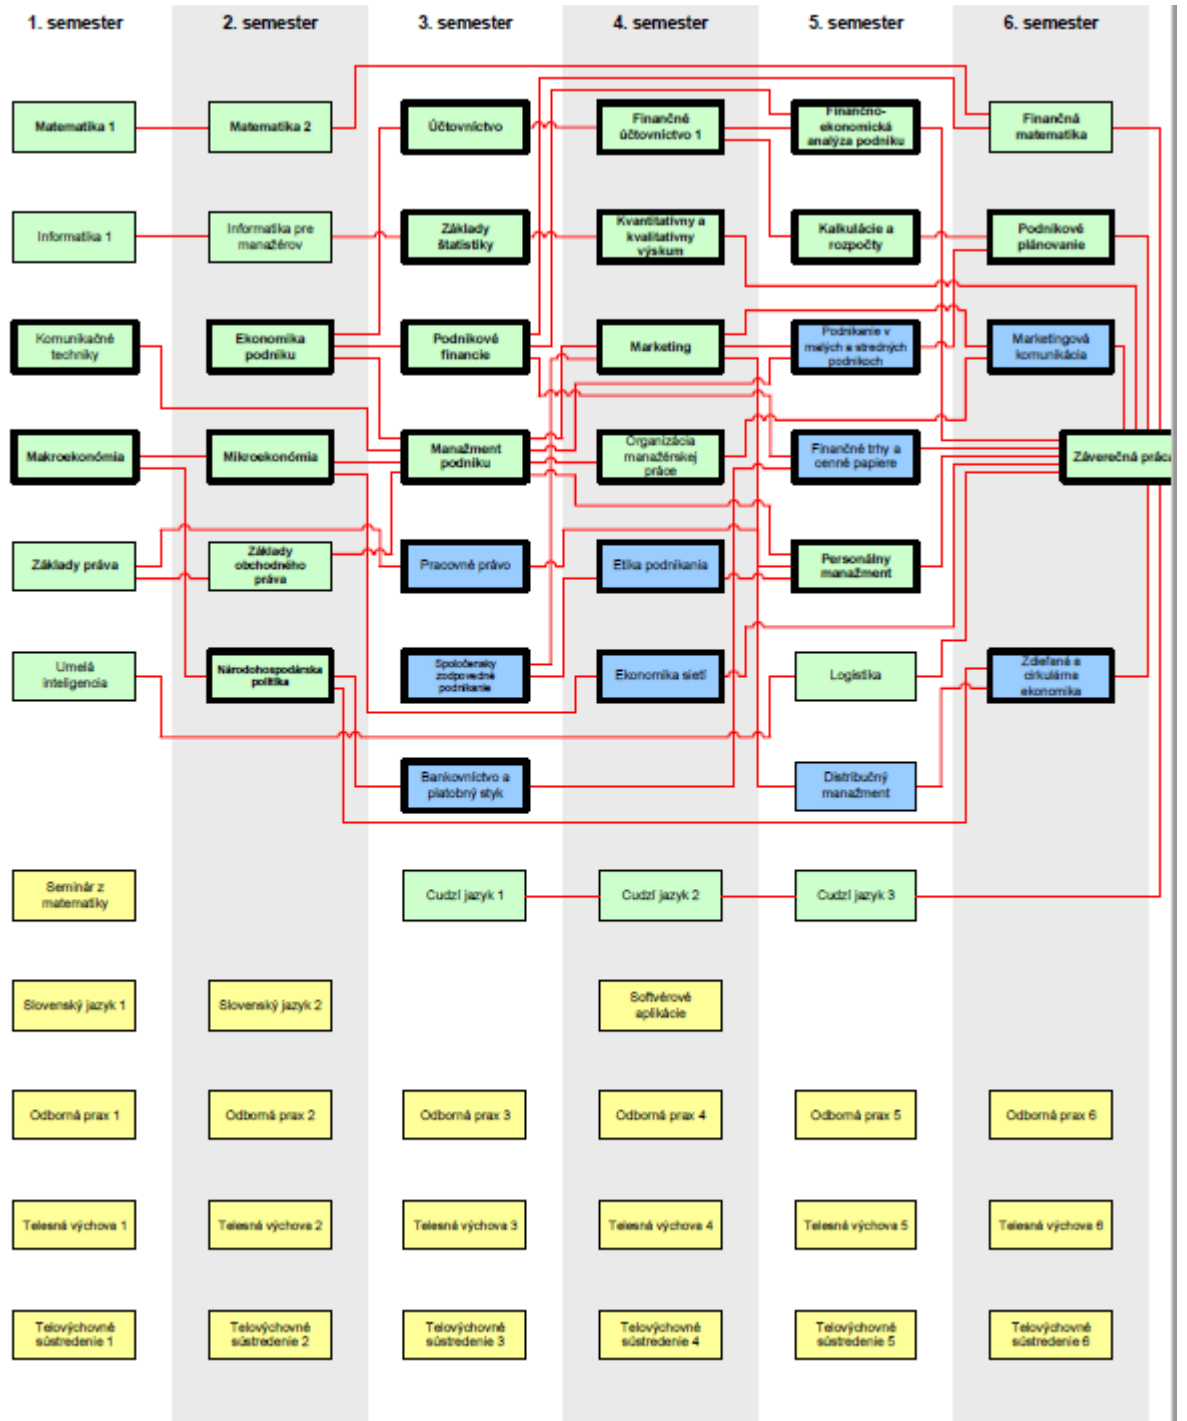 1. semester
2. semester
3. semester
4. semester
5. semester
6. semester
Matematika 1
Matematika 2
Účtovníctvo
Finančné
účtovníctvo 1
Finančno-
ekonomická
analýza podniku
Finančná
matematika
Informatika 1
Informatika pre
manažérov
Základy
štatistiky
Kvantitatívny a
kvalitatívny
výskum
Kalkulácie a
rozpočty
Podnikové
plánovanie
Komunikačné
techniky
Ekonomika
podniku
Podnikové
financie
Marketing
Podnikanie v
malých a stredných
podnikoch
Marketingová
komunikácia
Makroekonómia
Mikroekonómia
Manažment
podniku
Organizácia
manažérskej
práce
Finančné trhy a
cenné papiere
Záverečná práca
Základy práva
Základy
obchodného
práva
Pracovné právo
Etika podnikania
Personálny
manažment
Umelá
inteligencia
Národohospodárska
politika
Spoločensky
zodpovedné
podnikanie
Ekonomika sietí
Logistika
Zdieľaná a
cirkulárna
ekonomika
Bankovníctvo a
platobný styk
Distribučný
manažment
Seminár z
matematiky
Cudzí jazyk 1
Cudzí jazyk 2
Cudzí jazyk 3
Slovenský jazyk 1
Slovenský jazyk 2
Softvérové
aplikácie
Odborná prax 1
Odborná prax 2
Odborná prax 3
Odborná prax 4
Odborná prax 5
Odborná prax 6
Telesná výchova 1
Telesná výchova 2
Telesná výchova 3
Telesná výchova 4
Telesná výchova 5
Telesná výchova 6
Telovýchovné
sústredenie 1
Telovýchovné
sústredenie 2
Telovýchovné
sústredenie 3
Telovýchovné
sústredenie 4
Telovýchovné
sústredenie 5
Telovýchovné
sústredenie 6